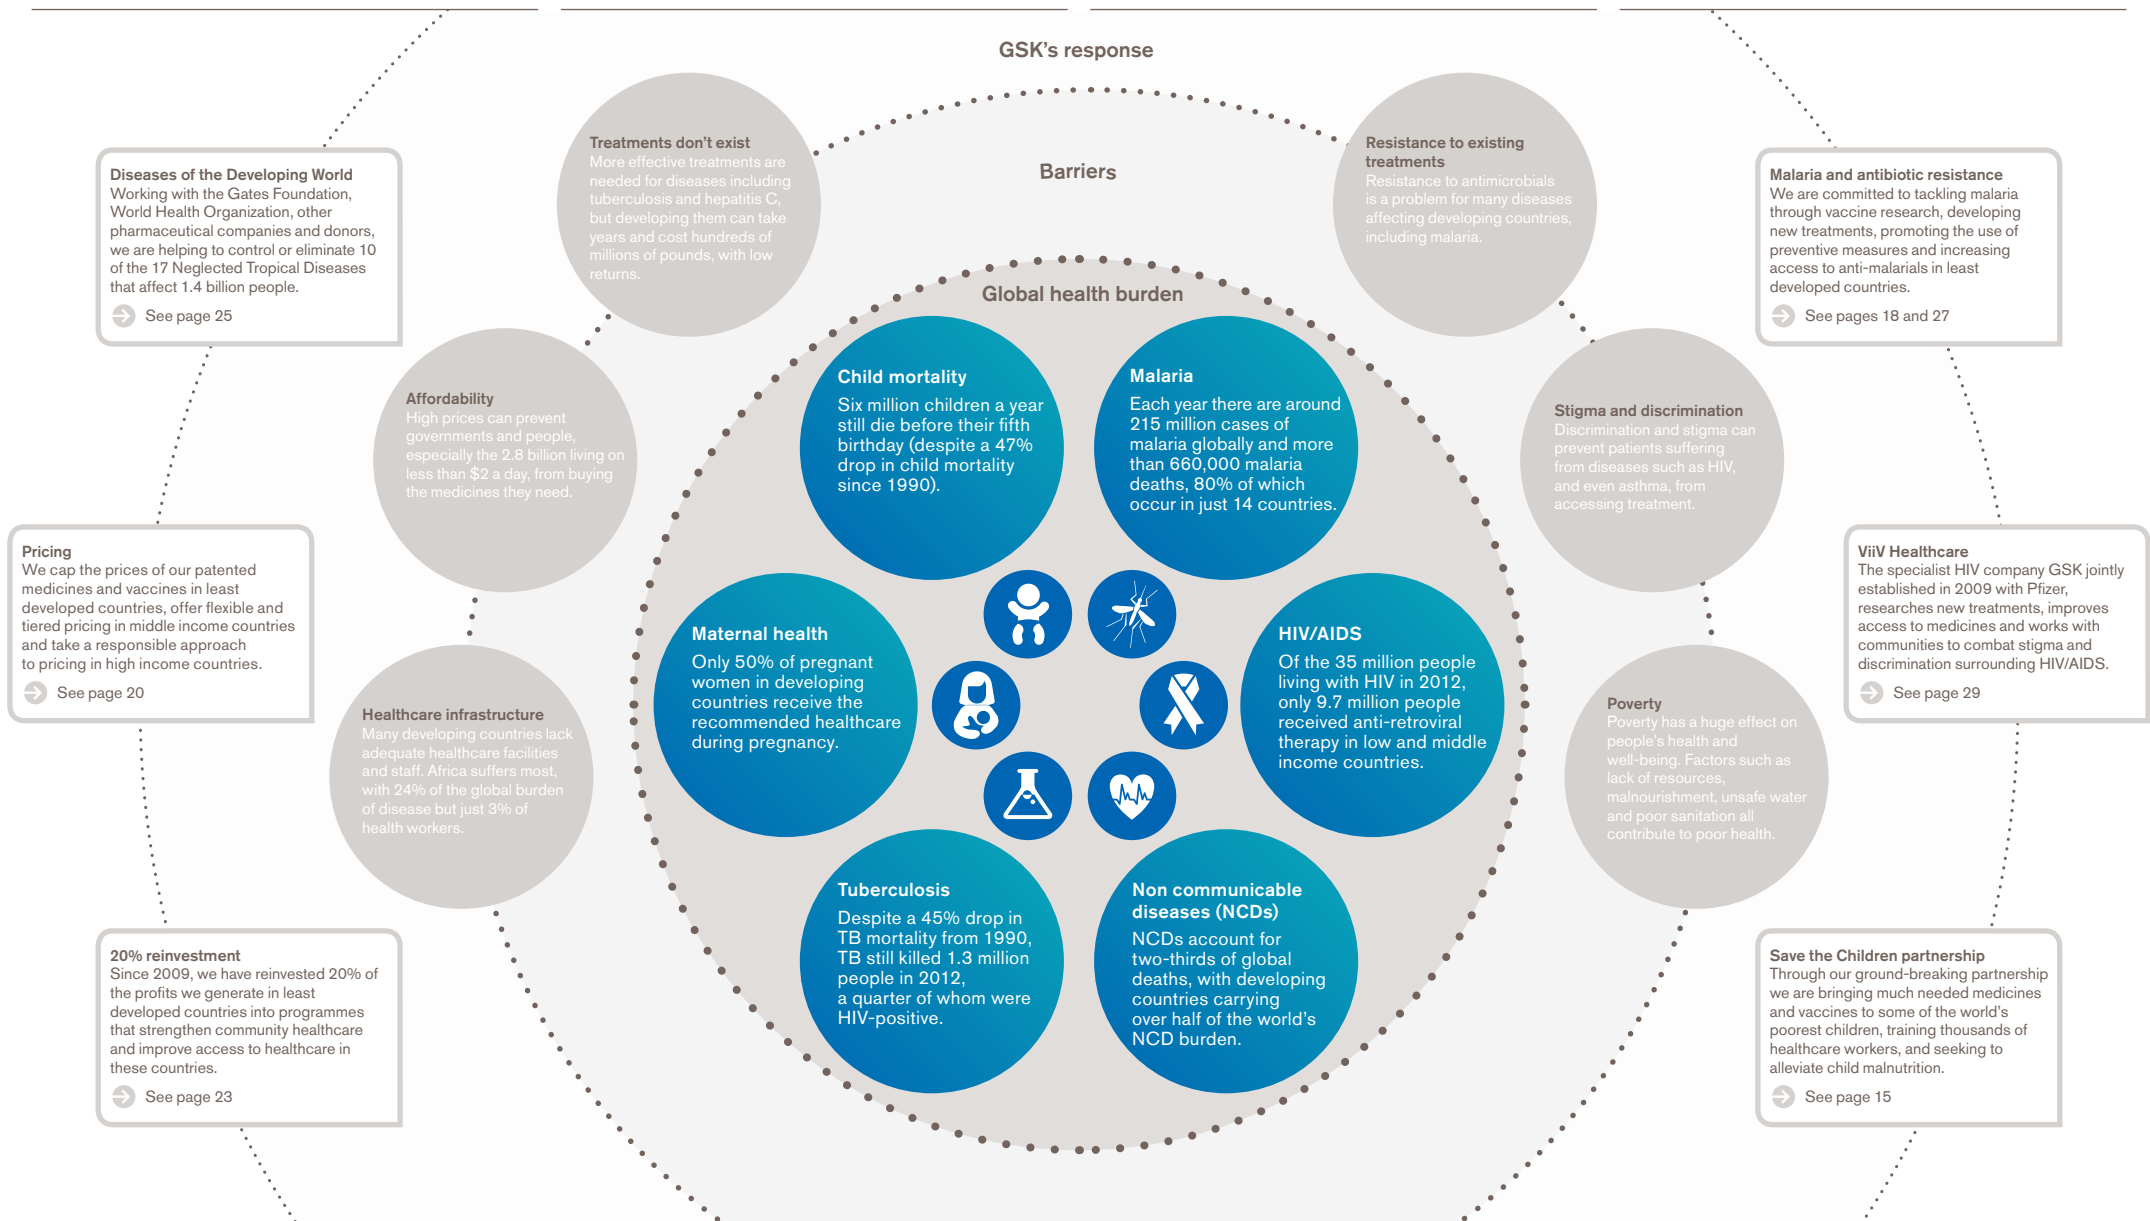 GSK's response
Barriers
Global health burden
Diseases of the Developing World
Working with the Gates Foundation,
World Health Organization, other
pharmaceutical companies and donors,
we are helping to control or eliminate 10
of the 17 Neglected Tropical Diseases
that affect 1.4 billion people.
See page 25
Pricing
We cap the prices of our patented
medicines and vaccines in least
developed countries, offer flexible and
tiered pricing in middle income countries
and take a responsible approach
to pricing in high income countries.
See page 20
20% reinvestment
Since 2009, we have reinvested 20% of
the profits we generate in least
developed countries into programmes
that strengthen community healthcare
and improve access to healthcare in
these countries.
See page 23
Treatments don't exist
More effective treatments are
needed for diseases including
tuberculosis and hepatitis C,
but developing them can take
years and cost hundreds of
millions of pounds, with low
returns.
Affordability
High prices can prevent
governments and people,
especially the 2.8 billion living on
less than $2 a day, from buying
the medicines they need.
Healthcare infrastructure
Many developing countries lack
adequate healthcare facilities
and staff. Africa suffers most,
with 24% of the global burden
of disease but just 3% of
health workers.
Child mortality
Six million children a year
still die before their fifth
birthday (despite a 47%
drop in child mortality
since 1990).
Malaria
Each year there are around
215 million cases of
malaria globally and more
than 660,000 malaria
deaths, 80% of which
occur in just 14 countries.
Maternal health
Only 50% of pregnant
women in developing
countries receive the
recommended healthcare
during pregnancy.
HIV/AIDS
Of the 35 million people
living with HIV in 2012,
only 9.7 million people
received anti-retroviral
therapy in low and middle
income countries.
Tuberculosis
Despite a 45% drop in
TB mortality from 1990,
TB still killed 1.3 million
people in 2012,
a quarter of whom were
HIV-positive.
Non communicable
diseases (NCDs)
NCDs account for
two-thirds of global
deaths, with developing
countries carrying
over half of the world's
NCD burden.
Resistance to existing
treatments
Resistance to antimicrobials
is a problem for many diseases
affecting developing countries,
including malaria.
Stigma and discrimination
Discrimination and stigma can
prevent patients suffering
from diseases such as HIV,
and even asthma, from
accessing treatment.
Poverty
Poverty has a huge effect on
people's health and
well-being. Factors such as
lack of resources,
malnourishment, unsafe water
and poor sanitation all
contribute to poor health.
Malaria and antibiotic resistance
We are committed to tackling malaria
through vaccine research, developing
new treatments, promoting the use of
preventive measures and increasing
access to anti-malarials in least
developed countries.
See pages 18 and 27
ViiV Healthcare
The specialist HIV company GSK jointly
established in 2009 with Pfizer,
researches new treatments, improves
access to medicines and works with
communities to combat stigma and
discrimination surrounding HIV/AIDS.
See page 29
Save the Children partnership
Through our ground-breaking partnership
we are bringing much needed medicines
and vaccines to some of the world's
poorest children, training thousands of
healthcare workers, and seeking to
alleviate child malnutrition.
See page 15